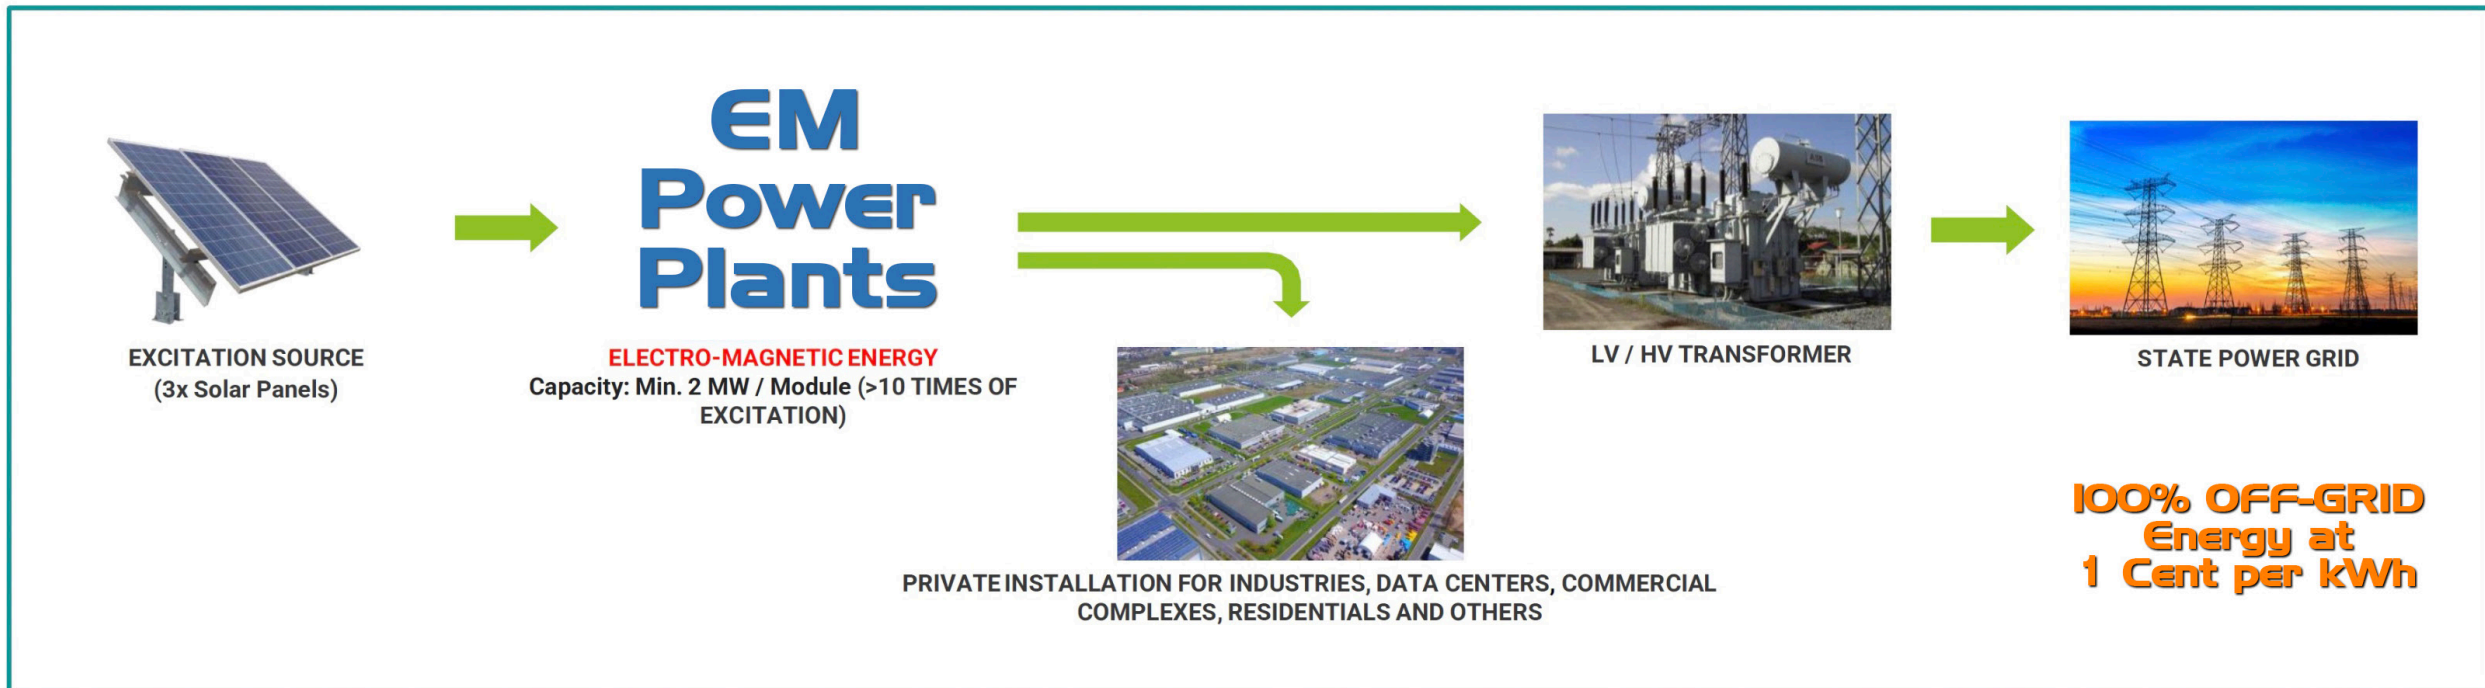 EXCITATION SOURCE
(3x Solar Panels)
EM
Power
Plants
ELECTRO-MAGNETIC ENERGY
Capacity: Min. 2 MW / Module (>10 TIMES OF
EXCITATION)
PRIVATE INSTALLATION FOR INDUSTRIES, DATA CENTERS, COMMERCIAL
COMPLEXES, RESIDENTIALS AND OTHERS
LV / HV TRANSFORMER
STATE POWER GRID
100% OFF-GRID
Energy at
1 Cent per kWh